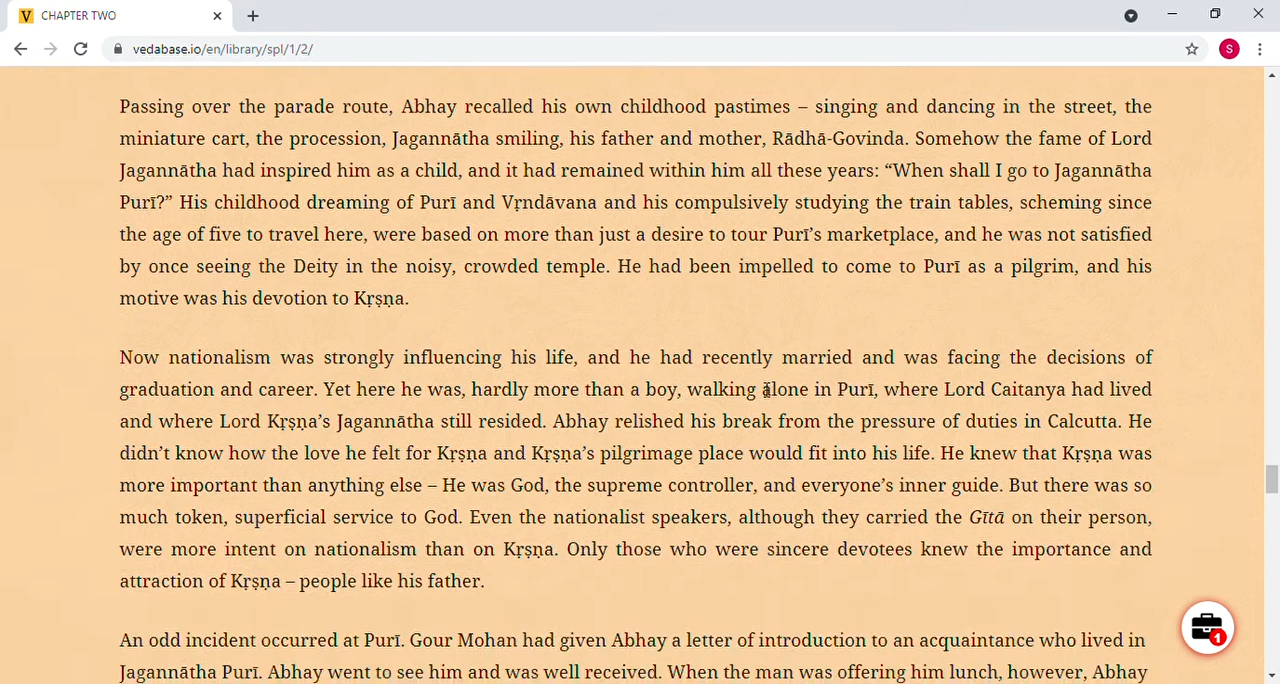 V CHAPTER TWO
vedabase.io/en/library/spl/1/2/
S
Passing over the parade route, Abhay recalled his own childhood pastimes – singing and dancing in the street, the
miniature cart, the procession, Jagannātha smiling, his father and mother, Rādhā-Govinda. Somehow the fame of Lord
Jagannātha had inspired him as a child, and it had remained within him all these years: “When shall I go to Jagannātha
Purī?” His childhood dreaming of Purī and Vṛndāvana and his compulsively studying the train tables, scheming since
the age of five to travel here, were based on more than just a desire to tour Purī’s marketplace, and he was not satisfied
by once seeing the Deity in the noisy, crowded temple. He had been impelled to come to Purī as a pilgrim, and his
motive was his devotion to Kṛṣṇa.
Now nationalism was strongly influencing his life, and he had recently married and was facing the decisions of
graduation and career. Yet here he was, hardly more than a boy, walking alone in Purī, where Lord Caitanya had lived
and where Lord Kṛṣṇa’s Jagannātha still resided. Abhay relished his break from the pressure of duties in Calcutta. He
didn’t know how the love he felt for Kṛṣṇa and Kṛṣṇa’s pilgrimage place would fit into his life. He knew that Kṛṣṇa was
more important than anything else – He was God, the supreme controller, and everyone’s inner guide. But there was so
much token, superficial service to God. Even the nationalist speakers, although they carried the Gītā on their person,
were more intent on nationalism than on Kṛṣṇa. Only those who were sincere devotees knew the importance and
attraction of Kṛṣṇa – people like his father.
An odd incident occurred at Purī. Gour Mohan had given Abhay a letter of introduction to an acquaintance who lived in
Jagannātha Purī. Abhay went to see him and was well received. When the man was offering him lunch, however, Abhay
1